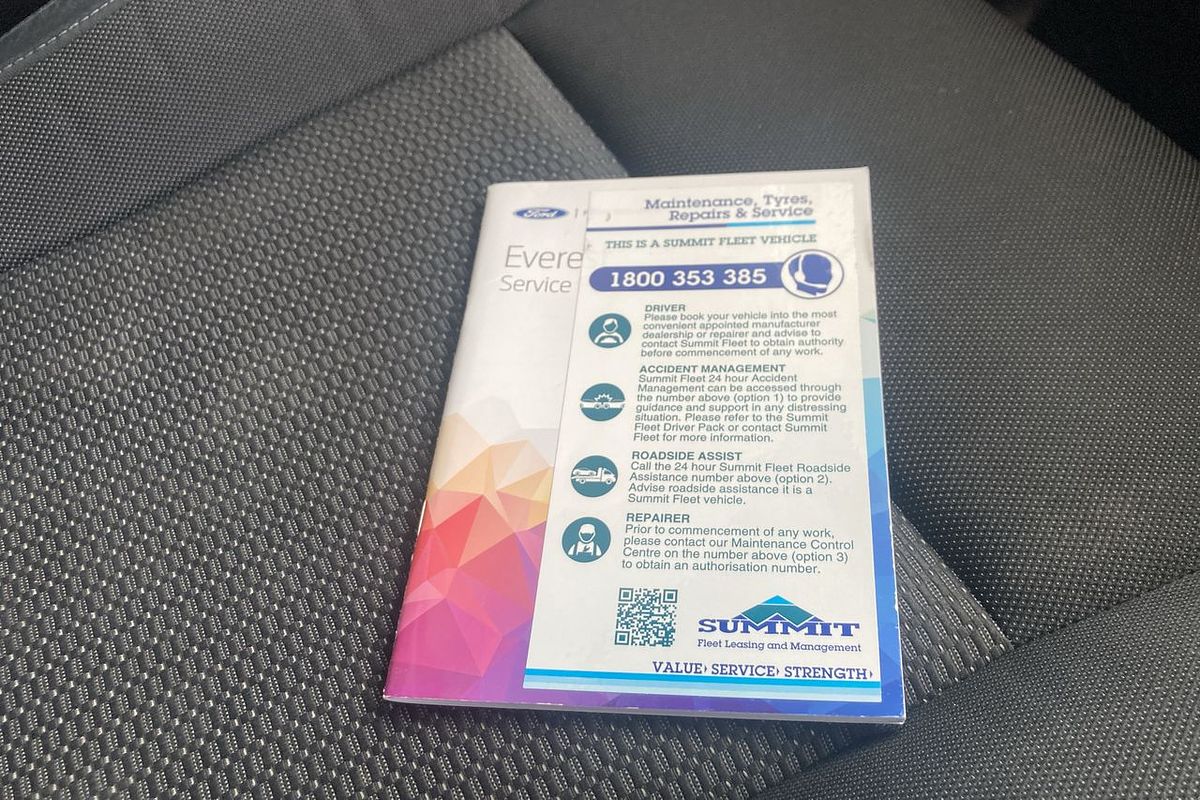 Ford
Evere
Service
Maintenance, Tyres,
Repairs & Service
THIS IS A SUMMIT FLEET VEHICLE
1800 353 385
DRIVER
Please book your vehicle into the most
convenient appointed manufacturer
dealership or repairer and advise to
contact Summit Fleet to obtain authority
before commencement of any work.
ACCIDENT MANAGEMENT
Summit Fleet 24 hour Accident
Management can be accessed through
the number above (option 1) to provide
guidance and support in any distressing
situation. Please refer to the Summit
Fleet Driver Pack or contact Summit
Fleet for more information.
ROADSIDE ASSIST
Call the 24 hour Summit Fleet Roadside
Assistance number above (option 2).
Advise roadside assistance it is a
Summit Fleet vehicle.
REPAIRER
Prior to commencement of any work,
please contact our Maintenance Control
Centre on the number above (option 3)
to obtain an authorisation number.
SUMMIT
Fleet Leasing and Management
VALUE› SERVICE› STRENGTH›